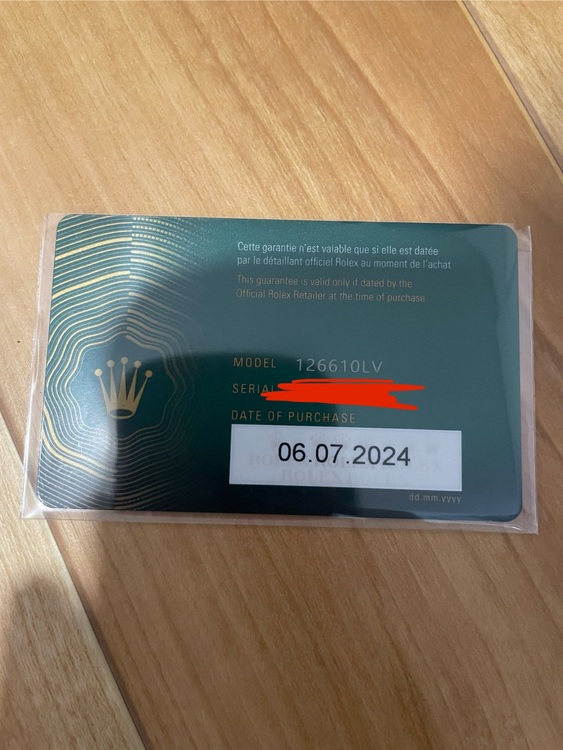 Cette garantie n'est valable que si elle est datée
par le détaillant officiel Rolex au moment de l'achat
This guarantee is valid only if dated by the
Official Rolex Retailer at the time of purchase
MODEL 126610LV
SERIAL
DATE OF PURCHASE
06.07.2024
dd.mm.yyyy